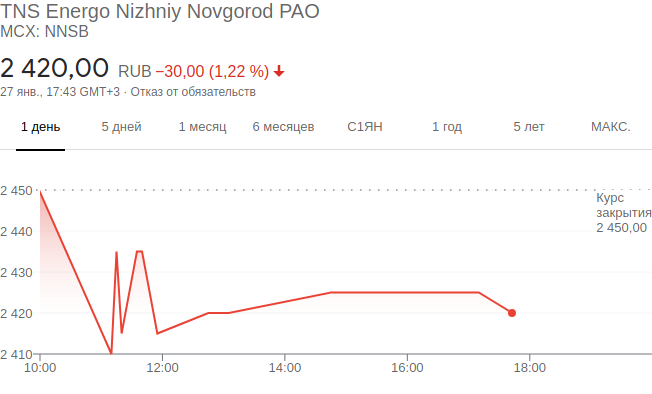 TNS Energo Nizhniy Novgorod PAO
MCX: NNSB
2 420,00 RUB −30,00 (1,22 %)
27 янв., 17:43 GMT+3 · Отказ от обязательств
1 день 5 дней 1 месяц 6 месяцев С1ЯН 1 год 5 лет МАКС.
2 450
Курс
закрытия
2 450,00
2 440
2 430
2 420
2 410
10:00 12:00 14:00 16:00 18:00